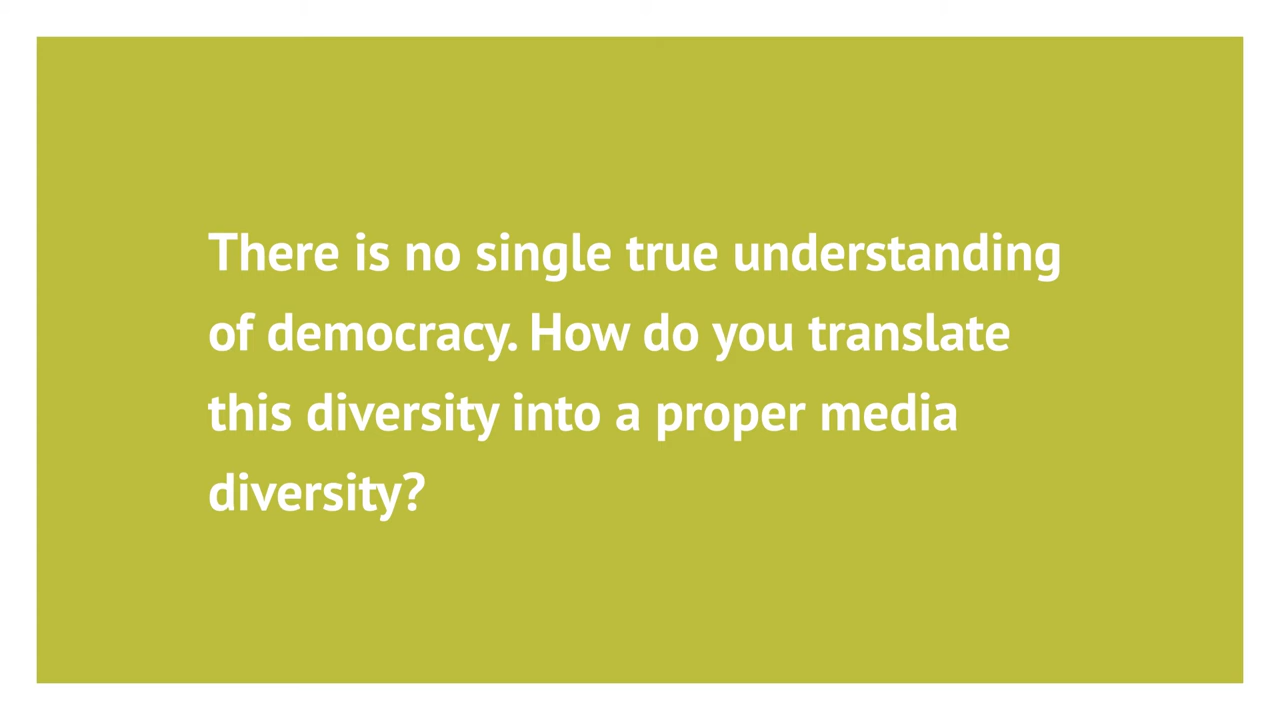 There is no single true understanding
of democracy. How do you translate
this diversity into a proper media
diversity?